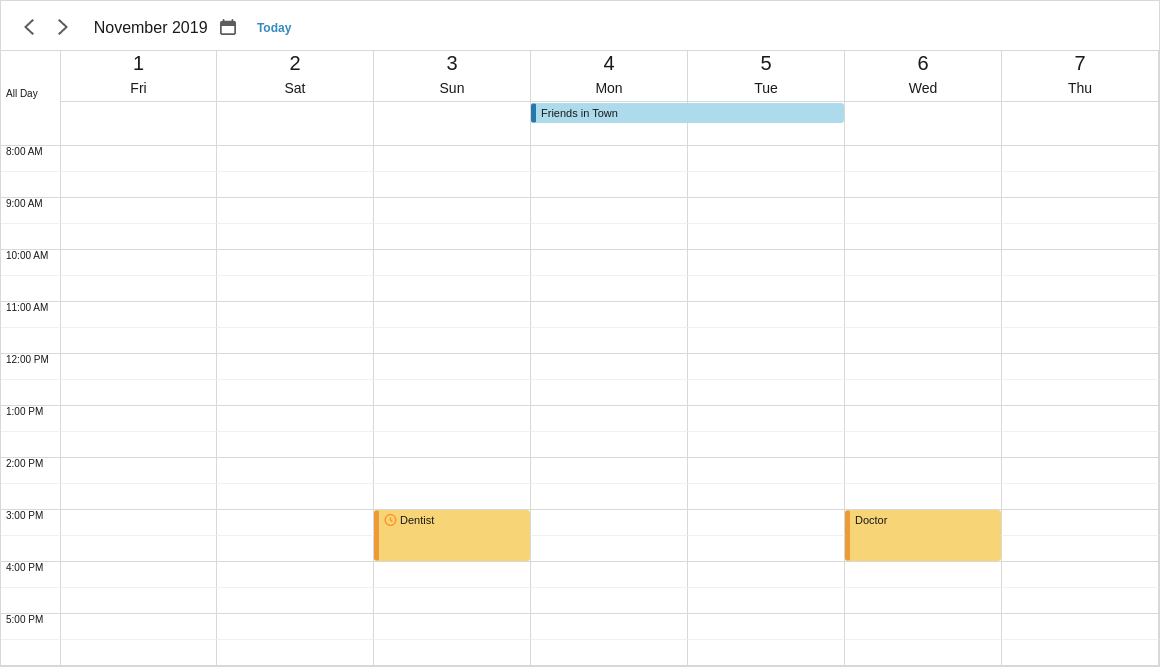 November 2019 Today
1 2 3 4 5 6 7
All Day Fri Sat Sun Mon Tue Wed Thu
Friends in Town
8:00 AM
9:00 AM
10:00 AM
11:00 AM
12:00 PM
1:00 PM
2:00 PM
3:00 PM Dentist Doctor
4:00 PM
5:00 PM